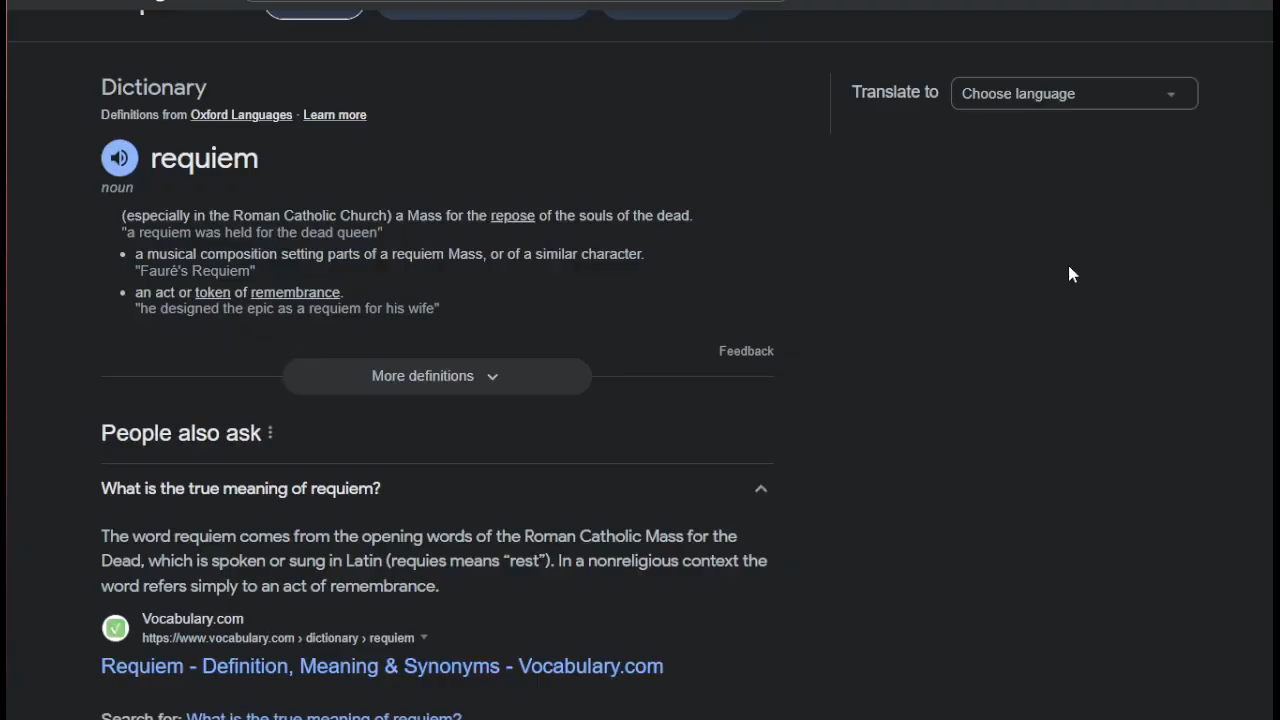 Dictionary
Translate to
Choose language
Definitions from Oxford Languages · Learn more
requiem
noun
(especially in the Roman Catholic Church) a Mass for the repose of the souls of the dead.
"a requiem was held for the dead queen"
• a musical composition setting parts of a requiem Mass, or of a similar character.
"Fauré's Requiem"
• an act or token of remembrance.
"he designed the epic as a requiem for his wife"
Feedback
More definitions
People also ask
What is the true meaning of requiem?
The word requiem comes from the opening words of the Roman Catholic Mass for the
Dead, which is spoken or sung in Latin (requies means “rest”). In a nonreligious context the
word refers simply to an act of remembrance.
Vocabulary.com
https://www.vocabulary.com › dictionary › requiem
Requiem - Definition, Meaning & Synonyms - Vocabulary.com
Search for: What is the true meaning of requiem?